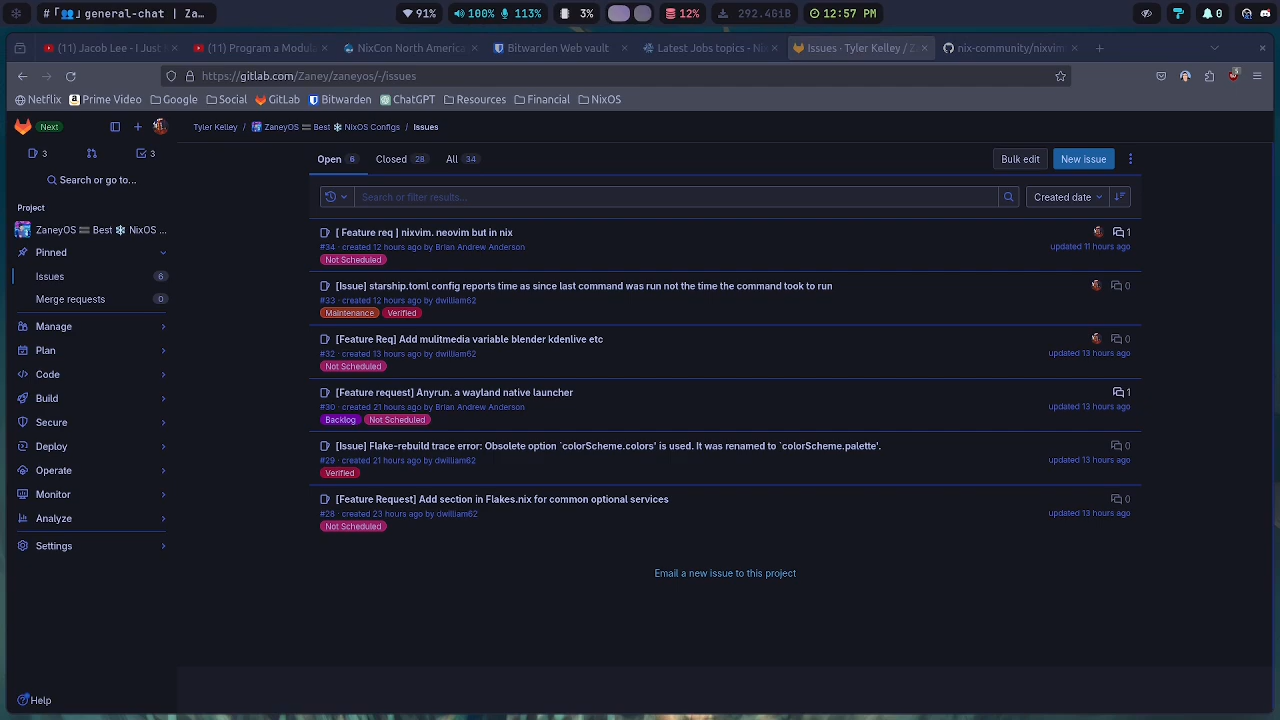 #「👥」general-chat | Za…
91%
100% 113%
3%
12%
292.4GiB
12:57 PM
0
(11) Jacob Lee - I Just
(11) Program a Modula
NixCon North America
Bitwarden Web vault
Latest Jobs topics - Ni
Issues · Tyler Kelley / Z
nix-community/nixvim
https://gitlab.com/Zaney/zaneyos/-/issues
Netflix
Prime Video
Google
Social
GitLab
Bitwarden
ChatGPT
Resources
Financial
NixOS
Next
Tyler Kelley / ZaneyOS 🟰 Best ❄️ NixOS Configs / Issues
3
3
Search or go to...
Project
ZaneyOS 🟰 Best ❄️ NixOS ...
Pinned
Issues 6
Merge requests 0
Manage
Plan
Code
Build
Secure
Deploy
Operate
Monitor
Analyze
Settings
Help
Open 6
Closed 28
All 34
Bulk edit
New issue
Search or filter results...
Created date
[ Feature req ] nixvim. neovim but in nix
1
#34 · created 12 hours ago by Brian Andrew Anderson
updated 11 hours ago
Not Scheduled
[Issue] starship.toml config reports time as since last command was run not the time the command took to run
0
#33 · created 12 hours ago by dwilliam62
Maintenance
Verified
[Feature Req] Add mulitmedia variable blender kdenlive etc
0
#32 · created 13 hours ago by dwilliam62
updated 13 hours ago
Not Scheduled
[Feature request] Anyrun. a wayland native launcher
1
#30 · created 21 hours ago by Brian Andrew Anderson
updated 13 hours ago
Backlog
Not Scheduled
[Issue] Flake-rebuild trace error: Obsolete option `colorScheme.colors' is used. It was renamed to `colorScheme.palette'.
0
#29 · created 21 hours ago by dwilliam62
updated 13 hours ago
Verified
[Feature Request] Add section in Flakes.nix for common optional services
0
#28 · created 23 hours ago by dwilliam62
updated 13 hours ago
Not Scheduled
Email a new issue to this project